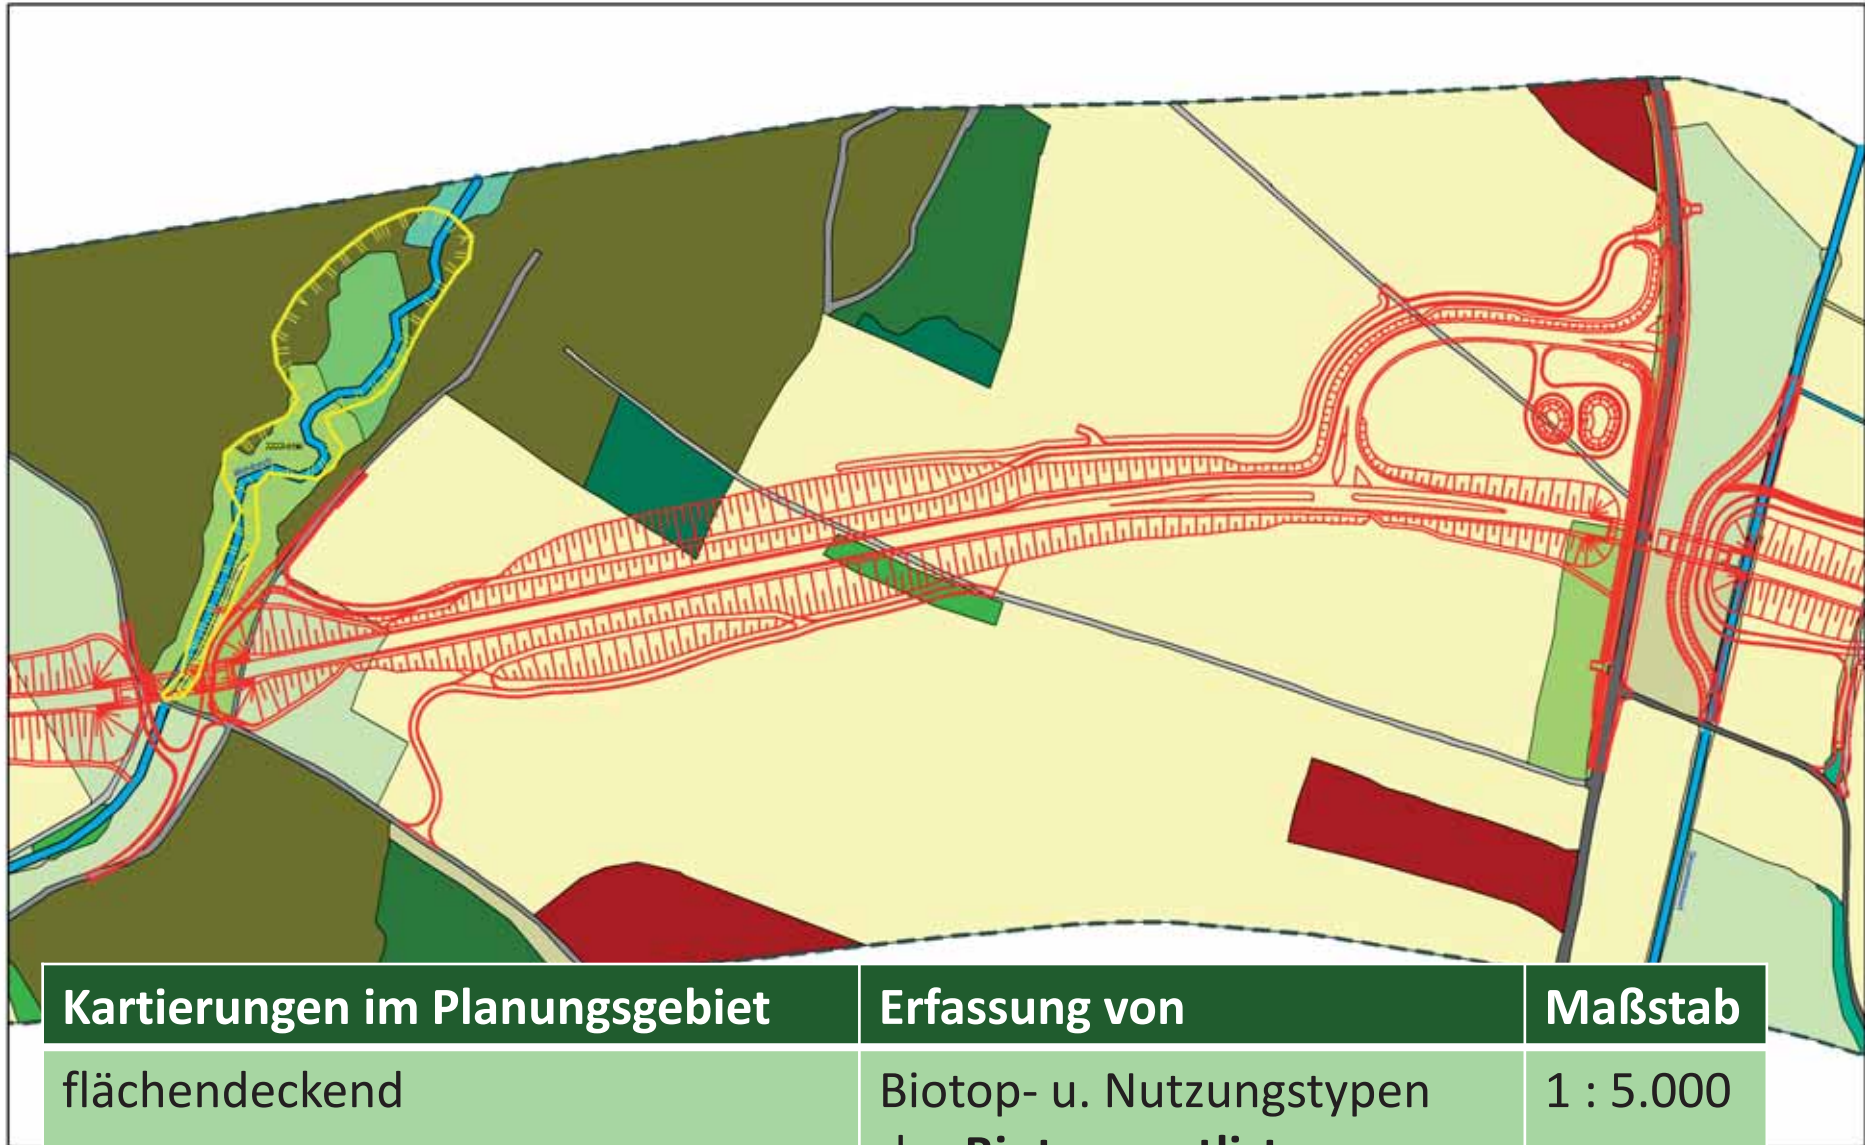 Kartierungen im Planungsgebiet
Erfassung von
Maßstab
flächendeckend
Biotop- u. Nutzungstypen
1 : 5.000